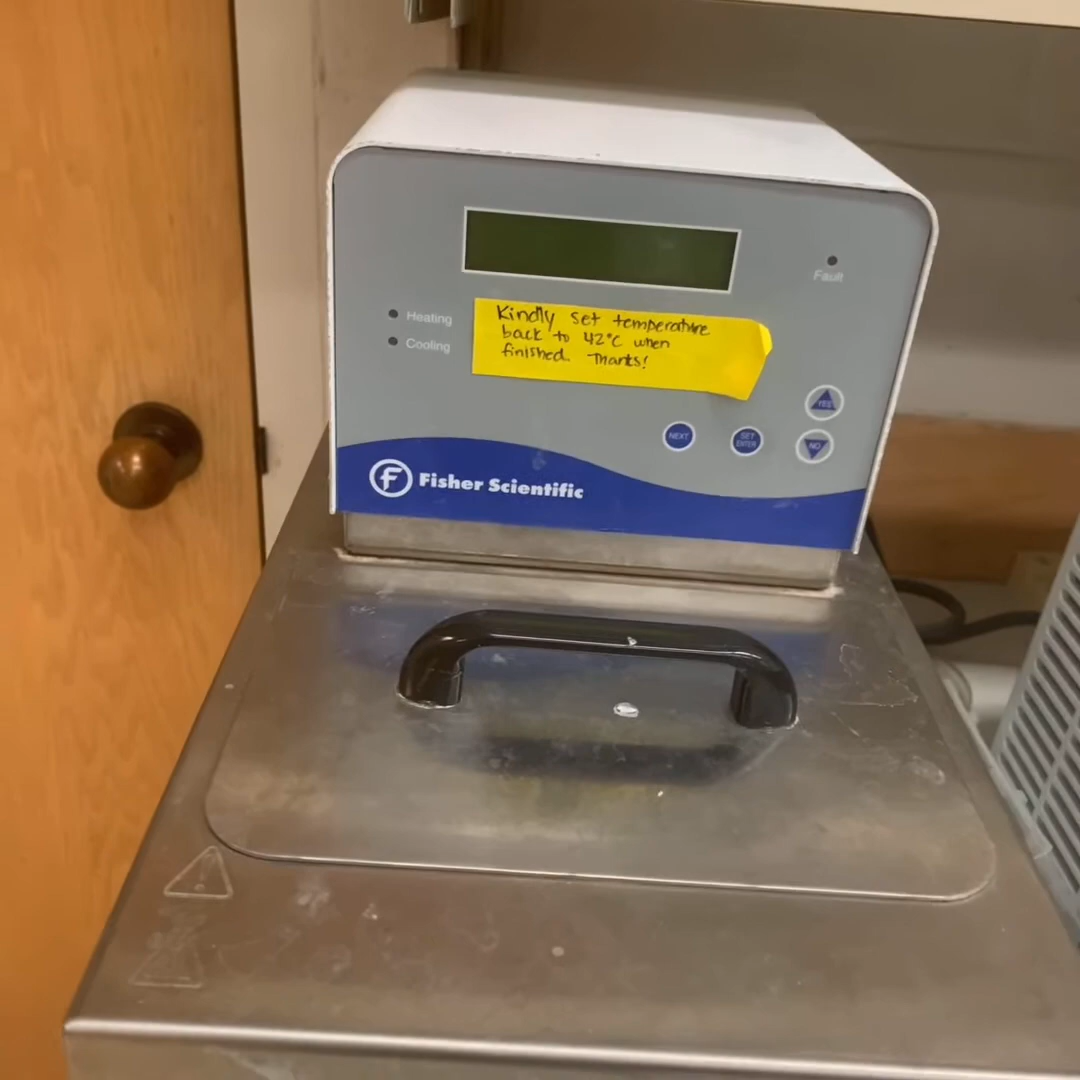 Fault
Heating
Cooling
Kindly set temperature
back to 42°C when
finished. Thanks!
YES
NEXT
SET
ENTER
NO
Fisher Scientific